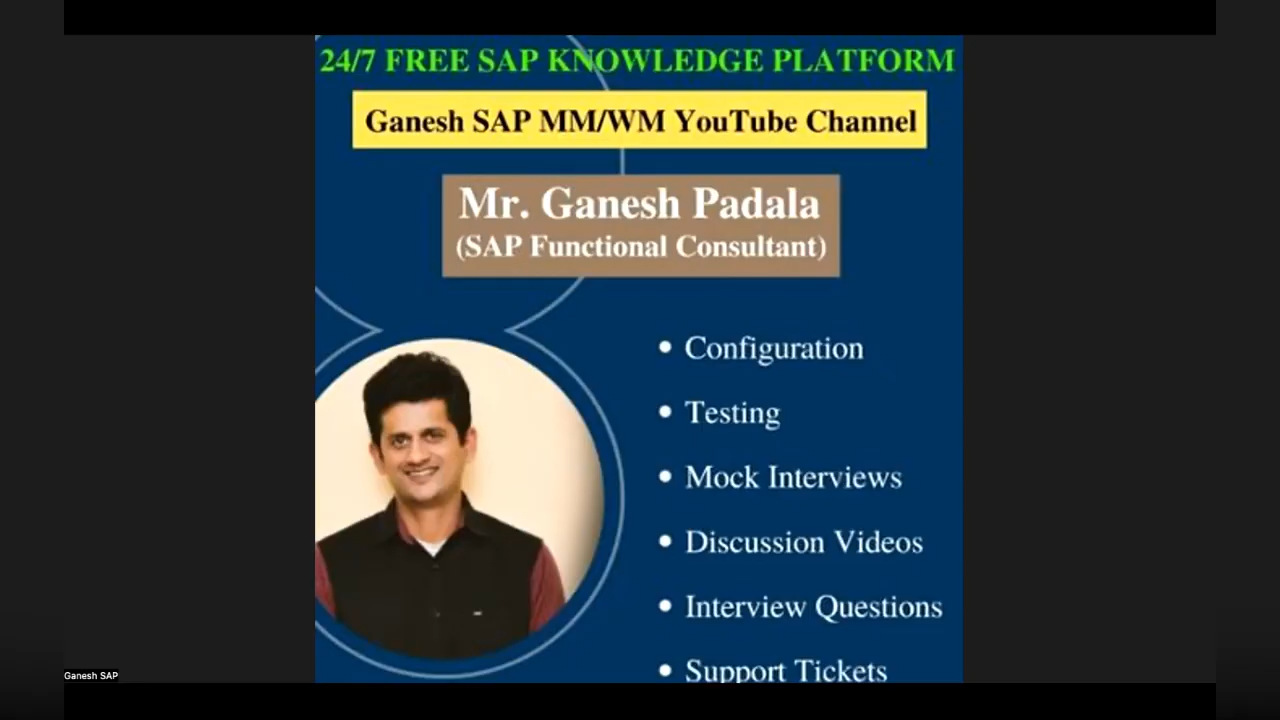 24/7 FREE SAP KNOWLEDGE PLATFORM
Ganesh SAP MM/WM YouTube Channel
Mr. Ganesh Padala
(SAP Functional Consultant)
• Configuration
• Testing
• Mock Interviews
• Discussion Videos
• Interview Questions
• Support Tickets
Ganesh SAP